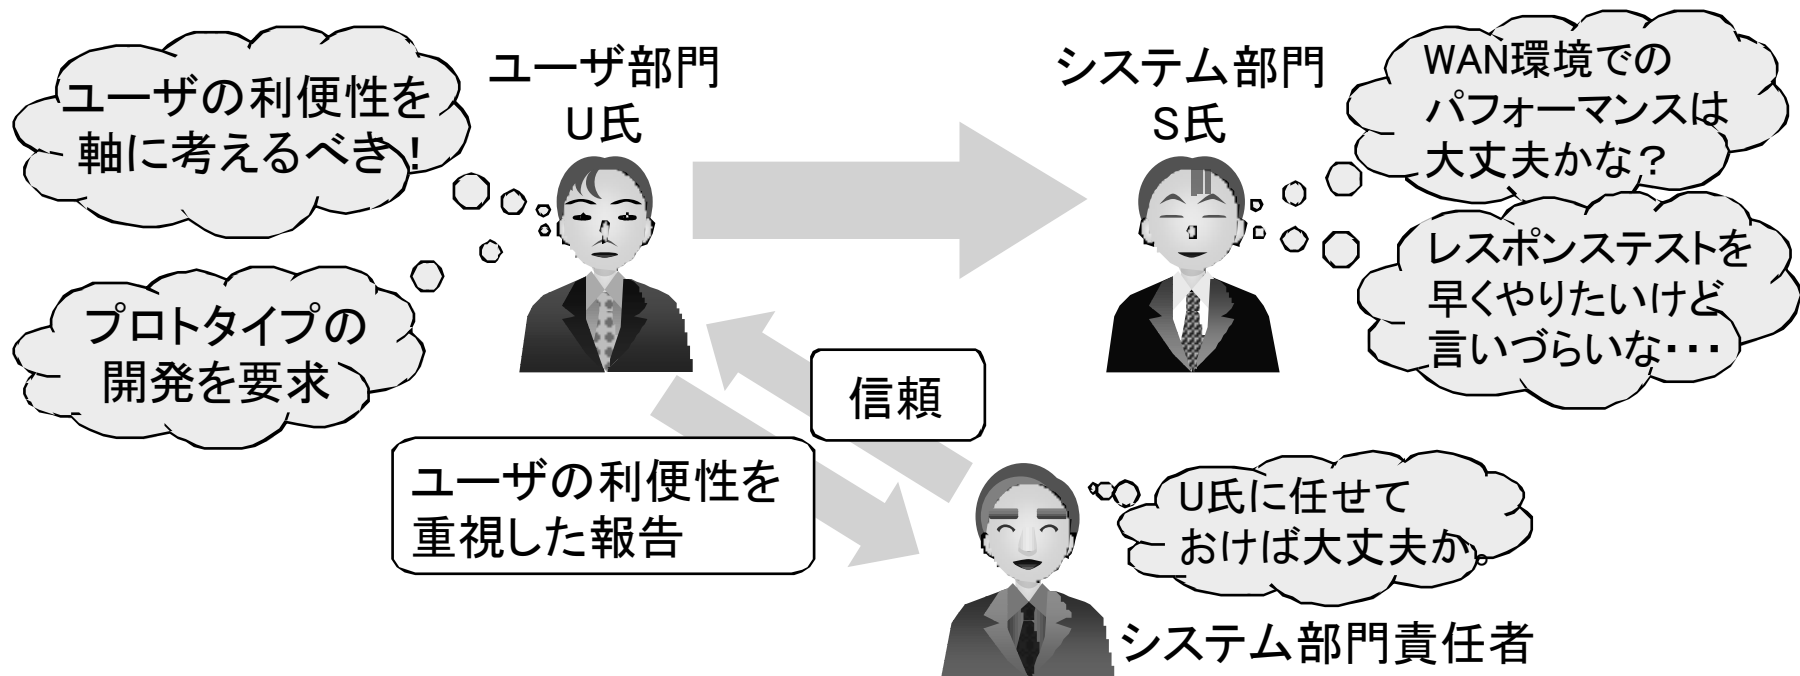 ユーザの利便性を
軸に考えるべき！
ユーザ部門
U氏
システム部門
S氏
WAN環境での
パフォーマンスは
大丈夫かな？
レスポンステストを
早くやりたいけど
言いづらいな・・・
プロトタイプの
開発を要求
信頼
ユーザの利便性を
重視した報告
U氏に任せて
おけば大丈夫か。
システム部門責任者